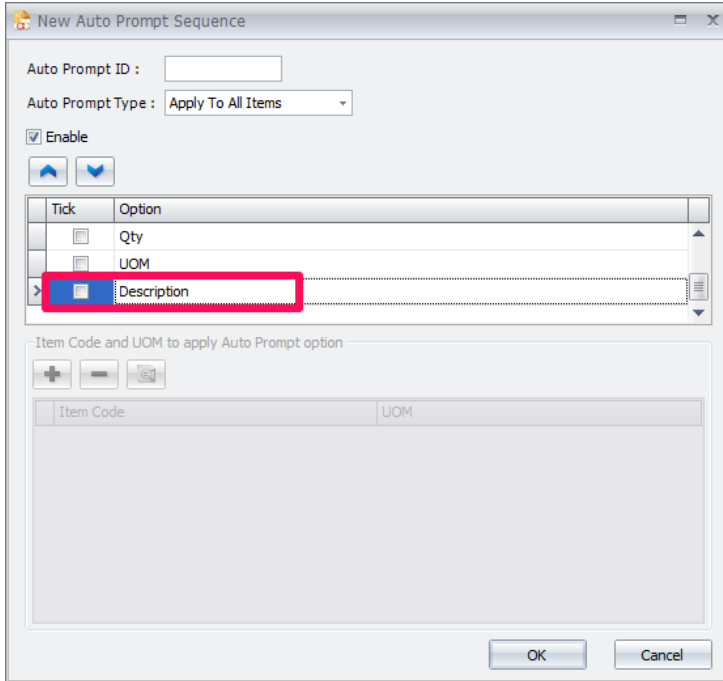 New Auto Prompt Sequence
Auto Prompt ID :
Auto Prompt Type : Apply To All Items
Enable
Tick Option
Qty
UOM
Description
Item Code and UOM to apply Auto Prompt option
Item Code UOM
OK Cancel